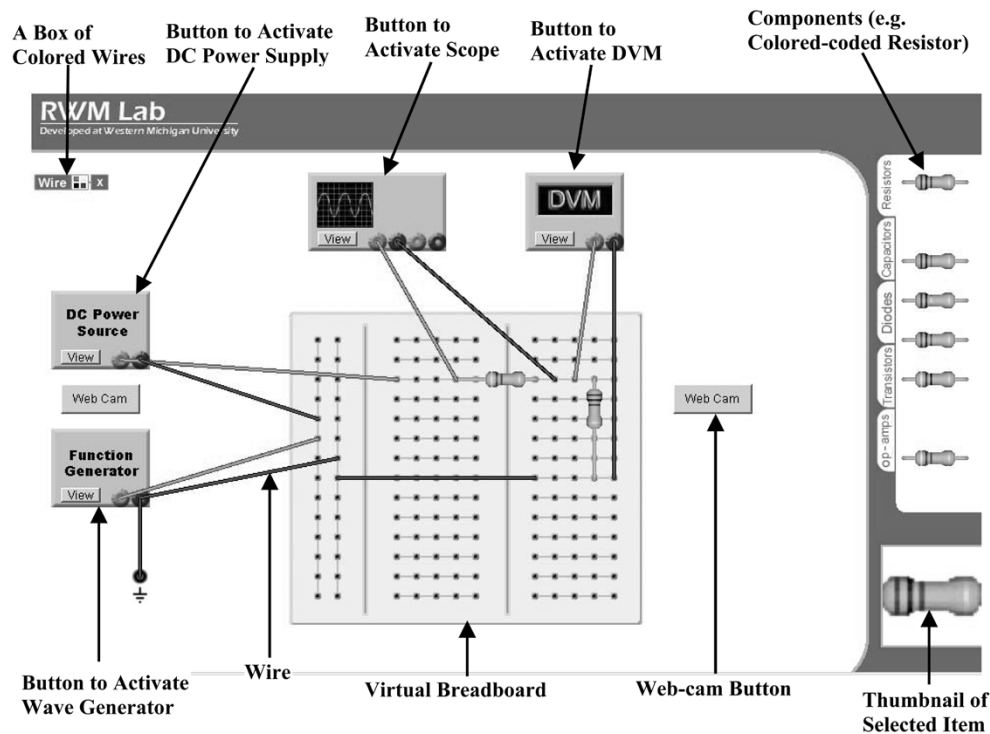 A Box of
Colored Wires
Button to Activate
DC Power Supply
Button to
Activate Scope
Button to
Activate DVM
Components (e.g.
Colored-coded Resistor)
RWM Lab
Developed at Western Michigan University
Wire
x
View
DVM
View
DC Power
Source
View
Web Cam
Function
Generator
View
Web Cam
Resistors
Capacitors
Diodes
Transistors
op-amps
Button to Activate
Wave Generator
Wire
Virtual Breadboard
Web-cam Button
Thumbnail of
Selected Item